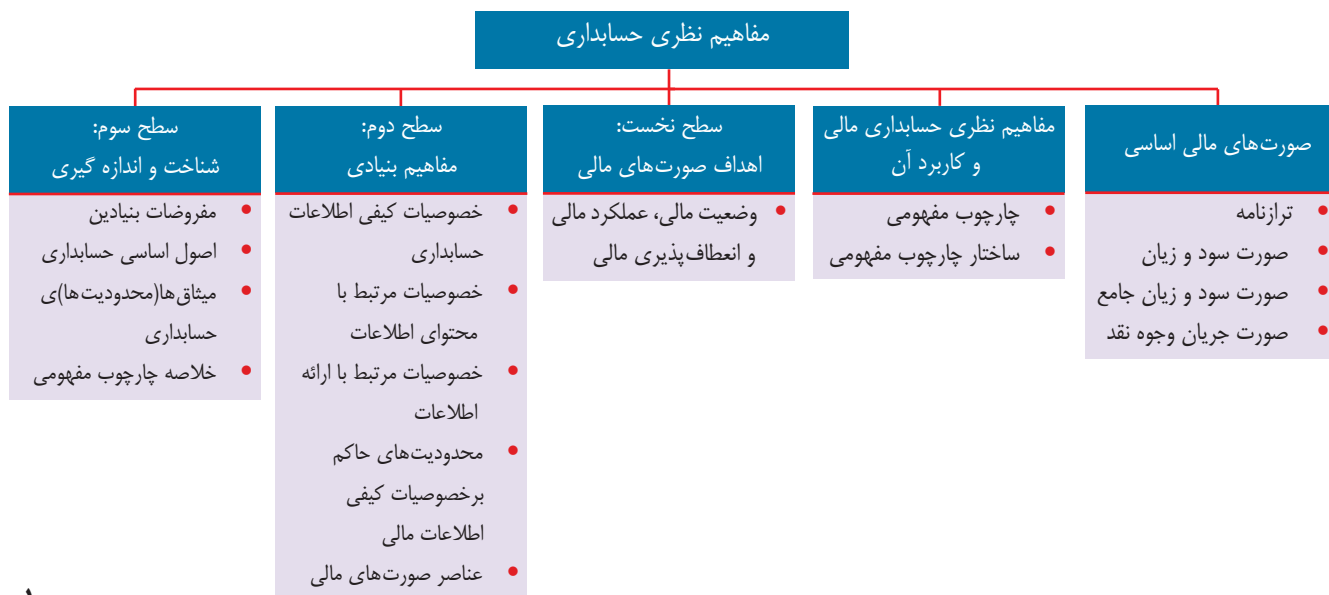 مفاهیم نظری حسابداری
صورت‌های مالی اساسی
• ترازنامه
• صورت سود و زیان
• صورت سود و زیان جامع
• صورت جریان وجوه نقد
مفاهیم نظری حسابداری مالی
و کاربرد آن
• چارچوب مفهومی
• ساختار چارچوب مفهومی
سطح نخست:
اهداف صورت‌های مالی
• وضعیت مالی، عملکرد مالی
و انعطاف‌پذیری مالی
سطح دوم:
مفاهیم بنیادی
• خصوصیات کیفی اطلاعات
حسابداری
• خصوصیات مرتبط با
محتوای اطلاعات
• خصوصیات مرتبط با ارائه
اطلاعات
• محدودیت‌های حاکم
برخصوصیات کیفی
اطلاعات مالی
• عناصر صورت‌های مالی
سطح سوم:
شناخت و اندازه گیری
• مفروضات بنیادین
• اصول اساسی حسابداری
• میثاق‌ها(محدودیت‌ها)ی
حسابداری
• خلاصه چارچوب مفهومی